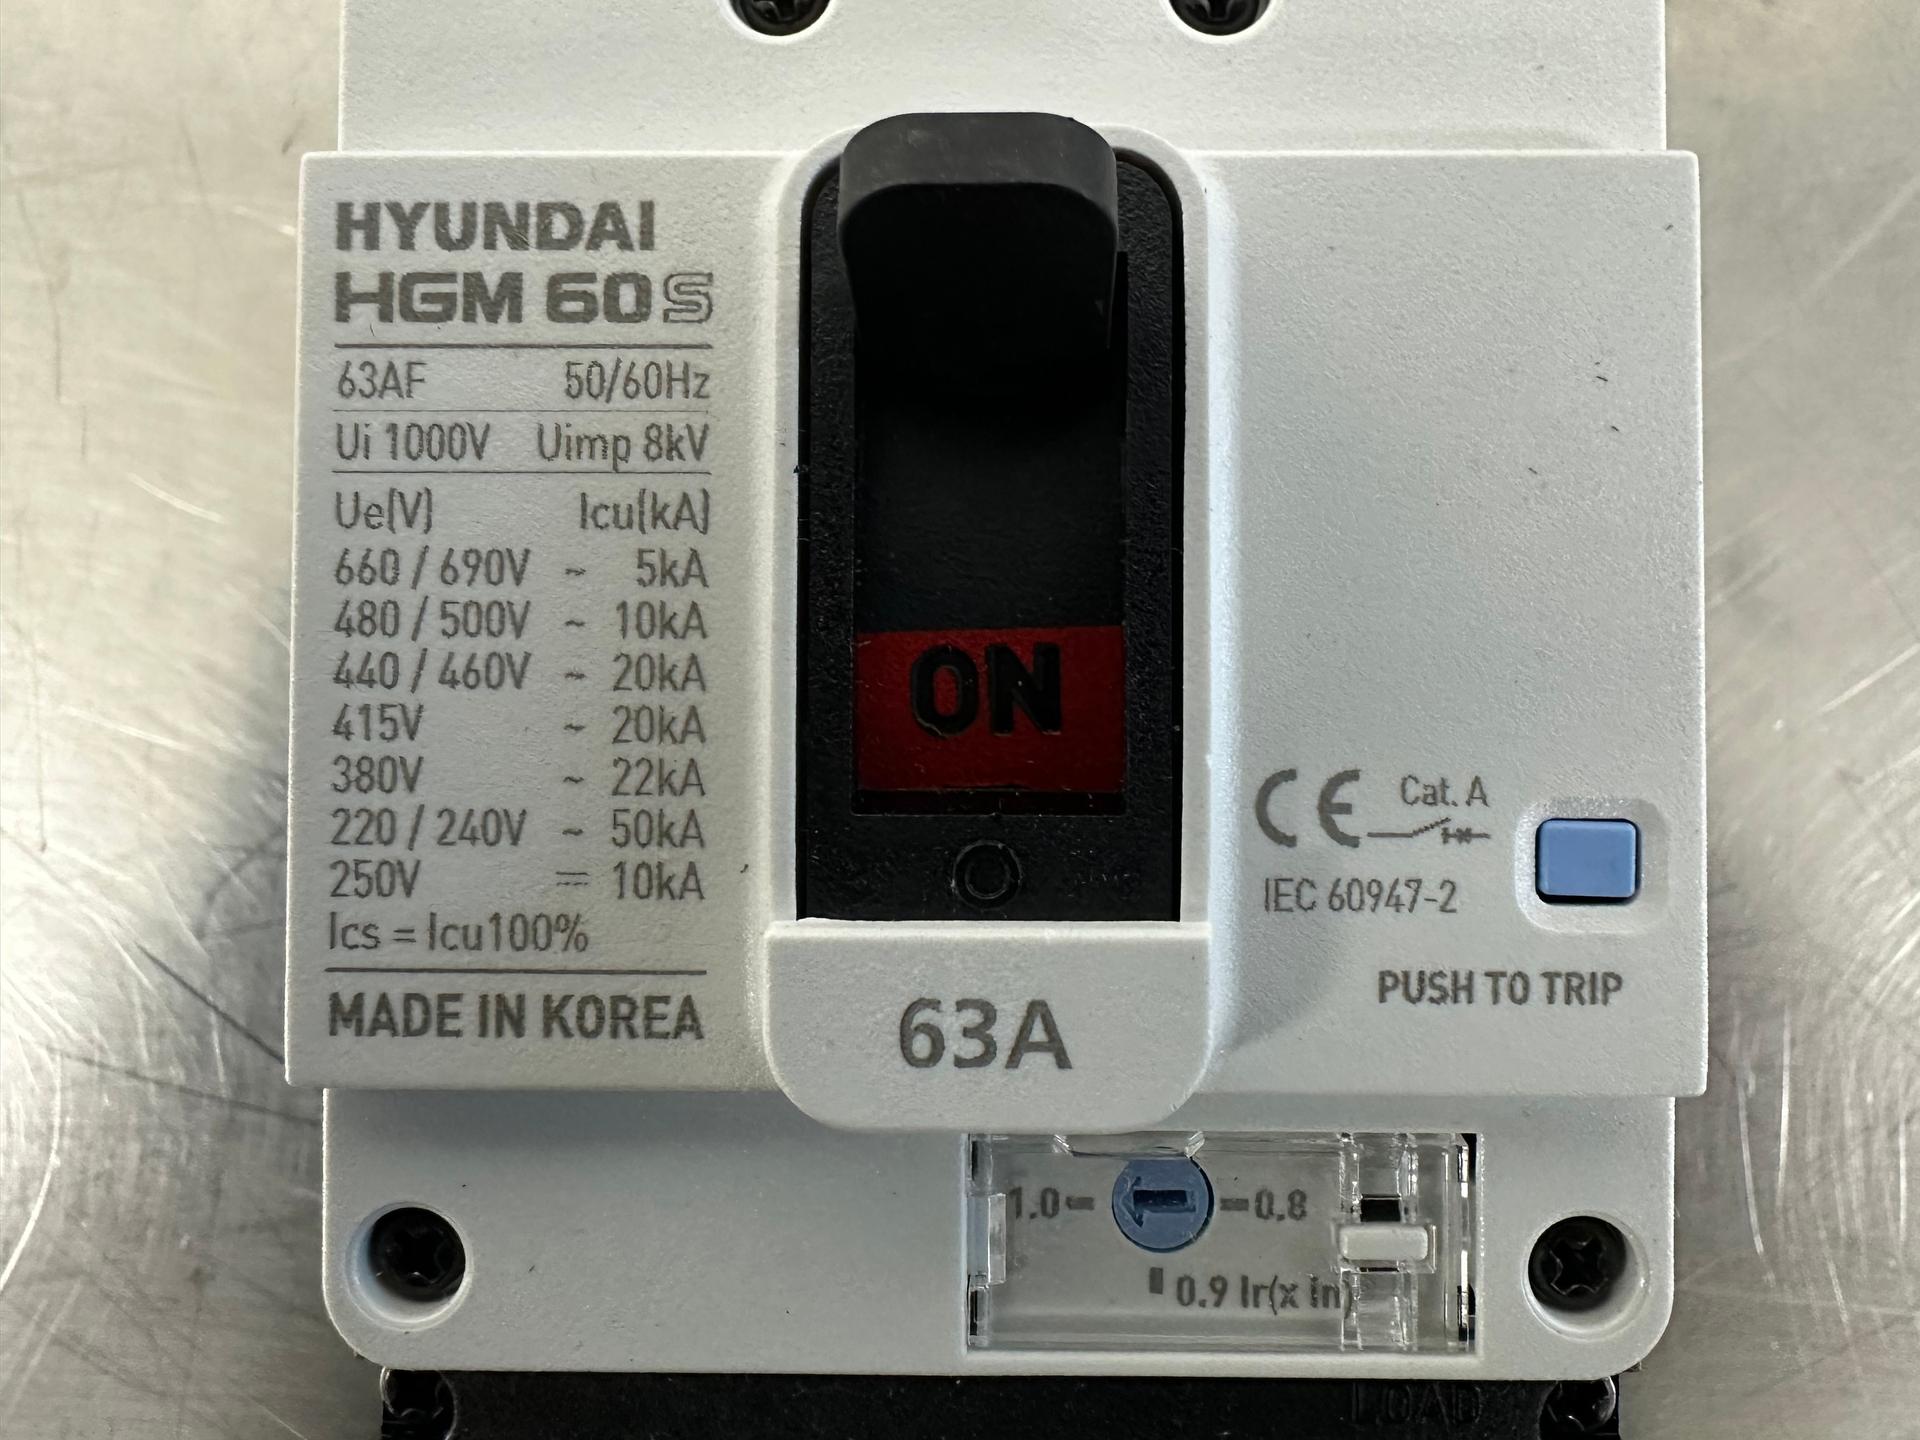 HYUNDAI
HGM 60S
63AF 50/60Hz
Ui 1000V Uimp 8kV
Ue(V) Icu(kA)
660 / 690V ~ 5kA
480 / 500V ~ 10kA
440 / 460V ~ 20kA
415V ~ 20kA
380V ~ 22kA
220 / 240V ~ 50kA
250V ⎓ 10kA
Ics = Icu100%
MADE IN KOREA
ON
63A
CE Cat. A
IEC 60947-2
PUSH TO TRIP
1.0 0.8
0.9 Ir(x In)
LOAD